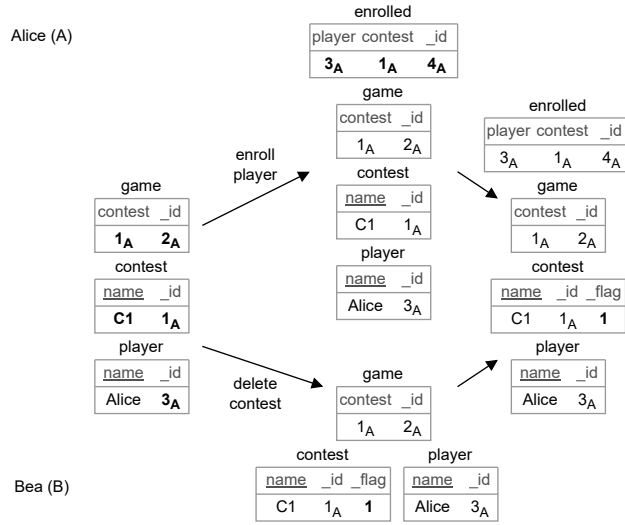 Alice (A)
enrolled
player contest _id
3A 1A 4A
game
contest _id
1A 2A
contest
name _id
C1 1A
player
name _id
Alice 3A
enroll
player
game
contest _id
1A 2A
contest
name _id
C1 1A
player
name _id
Alice 3A
delete
contest
game
contest _id
1A 2A
contest
name _id _flag
C1 1A 1
player
name _id
Alice 3A
enrolled
player contest _id
3A 1A 4A
game
contest _id
1A 2A
contest
name _id _flag
C1 1A 1
player
name _id
Alice 3A
Bea (B)